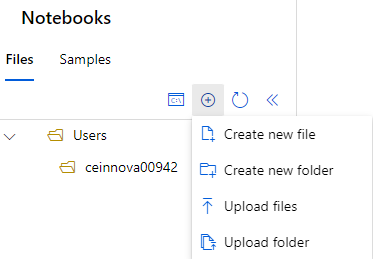 Notebooks
Files
Samples
C:\
Users
Create new file
ceinnova00942
Create new folder
Upload files
Upload folder